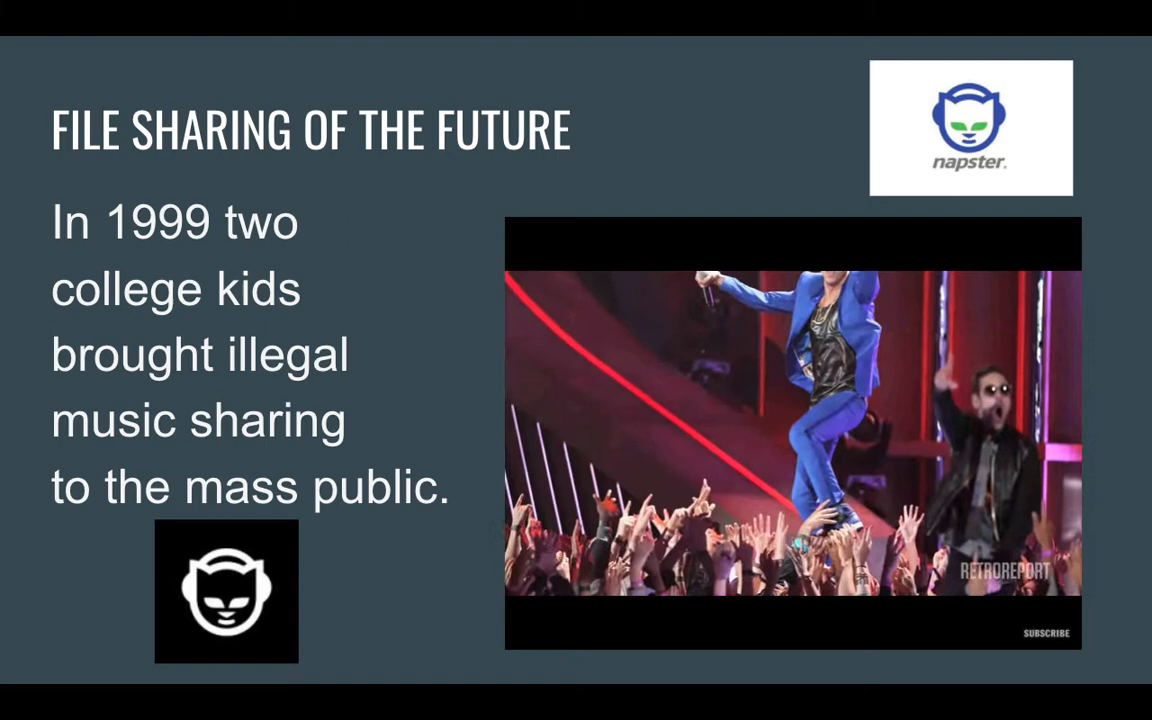 FILE SHARING OF THE FUTURE
napster.
In 1999 two
college kids
brought illegal
music sharing
to the mass public.
RETROREPORT
SUBSCRIBE